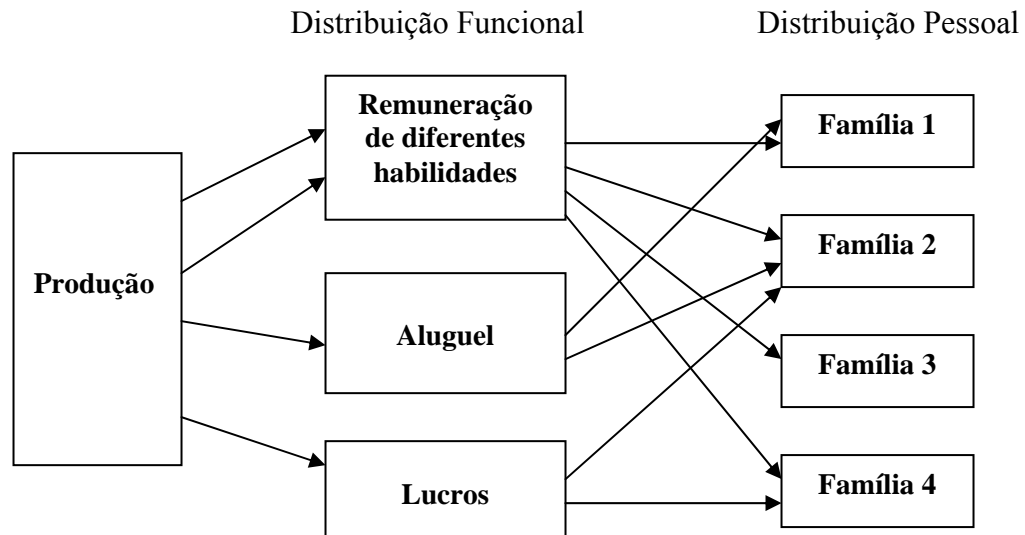 Distribuição Funcional
Distribuição Pessoal
Remuneração
de diferentes
habilidades
Família 1
Produção
Família 2
Aluguel
Família 3
Lucros
Família 4